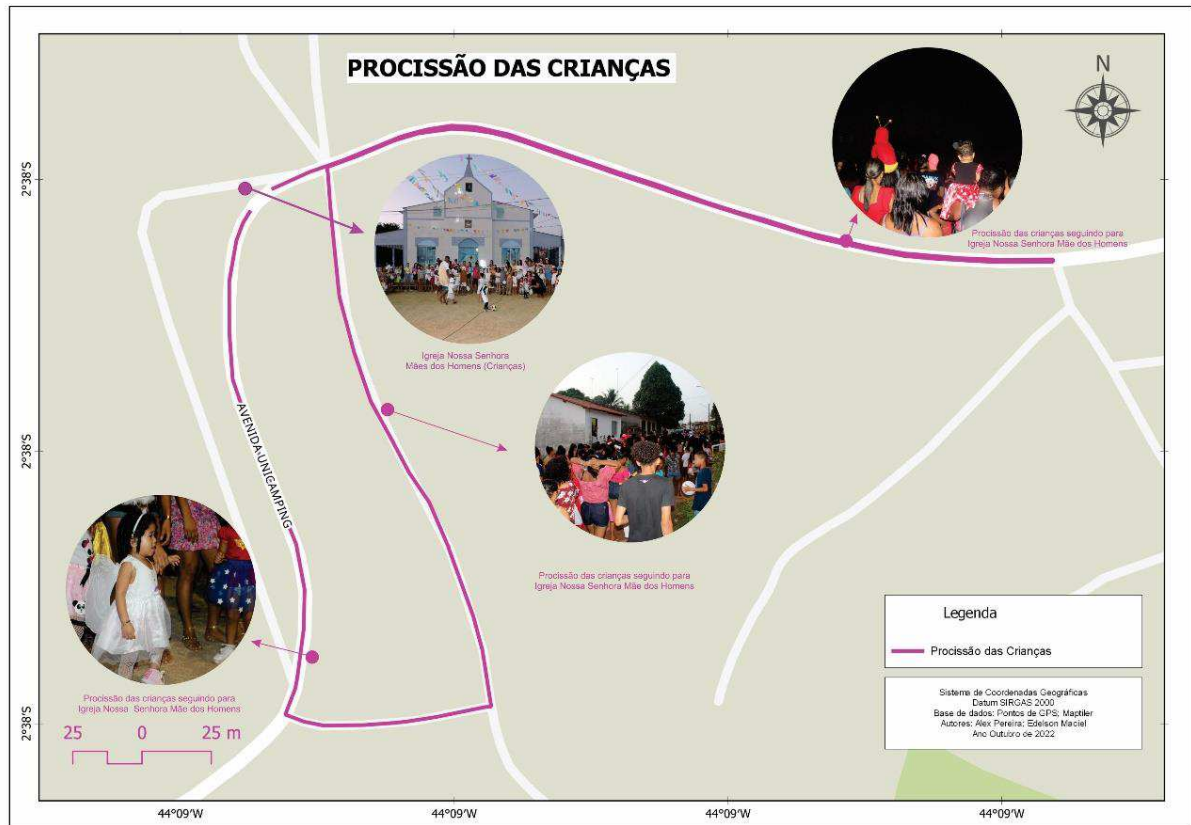 PROCISSÃO DAS CRIANÇAS
N
2°38'S
2°38'S
2°38'S
Procissão das crianças seguindo para
Igreja Nossa Senhora Mãe dos Homens
Igreja Nossa Senhora
Mães dos Homens (Crianças)
Procissão das crianças seguindo para
Igreja Nossa Senhora Mãe dos Homens
AVENIDA UNICAMPING
Procissão das crianças seguindo para
Igreja Nossa Senhora Mãe dos Homens
25 0 25 m
Legenda
Procissão das Crianças
Sistema de Coordenadas Geográficas
Datum SIRGAS 2000
Base de dados: Pontos de GPS; Maptiler
Autores: Alex Pereira; Edelson Maciel
Ano Outubro de 2022
44°09'W 44°09'W 44°09'W 44°09'W